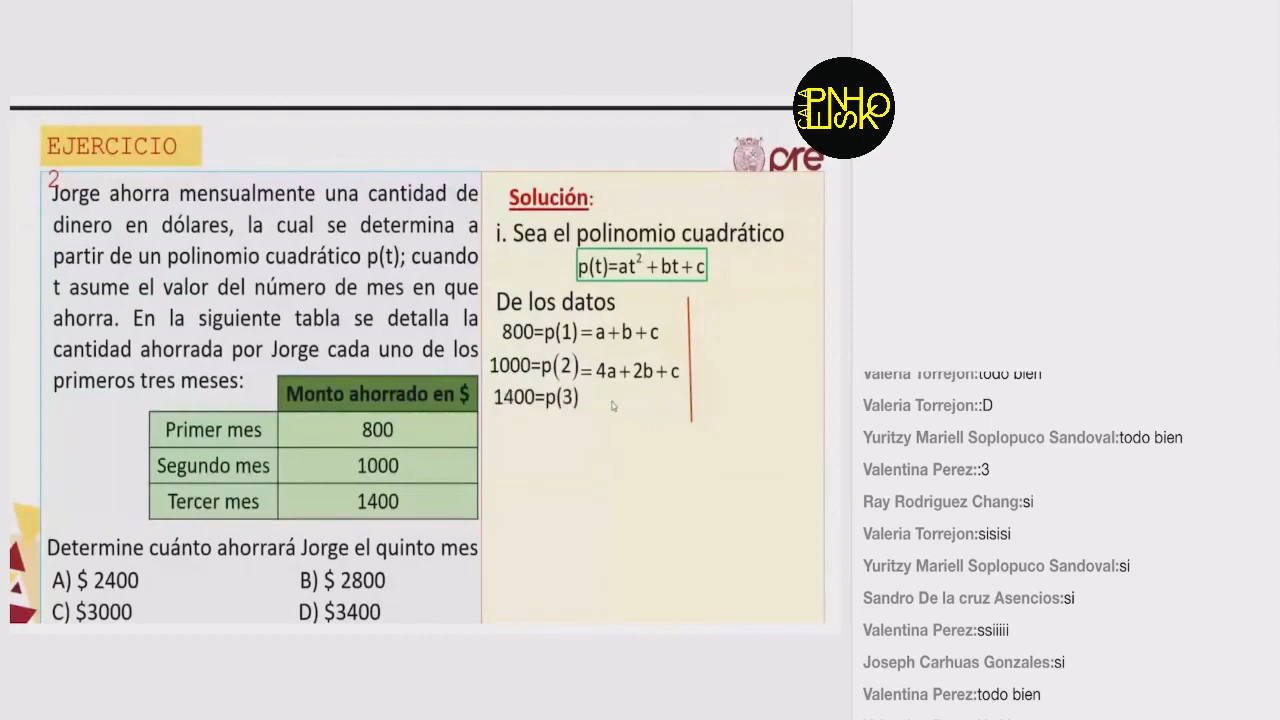 EJERCICIO
2
Jorge ahorra mensualmente una cantidad de
dinero en dólares, la cual se determina a
partir de un polinomio cuadrático p(t); cuando
t asume el valor del número de mes en que
ahorra. En la siguiente tabla se detalla la
cantidad ahorrada por Jorge cada uno de los
primeros tres meses:
Monto ahorrado en $
Primer mes 800
Segundo mes 1000
Tercer mes 1400
Determine cuánto ahorrará Jorge el quinto mes
A) $ 2400 B) $ 2800
C) $3000 D) $3400
pre
Solución:
i. Sea el polinomio cuadrático
p(t)=at²+bt+c
De los datos
800=p(1)=a+b+c
1000=p(2)=4a+2b+c
1400=p(3)
Valeria Torrejon:todo bien
Valeria Torrejon::D
Yuritzy Mariell Soplopuco Sandoval:todo bien
Valentina Perez::3
Ray Rodriguez Chang:si
Valeria Torrejon:sisisi
Yuritzy Mariell Soplopuco Sandoval:si
Sandro De la cruz Asencios:si
Valentina Perez:ssiiiii
Joseph Carhuas Gonzales:si
Valentina Perez:todo bien